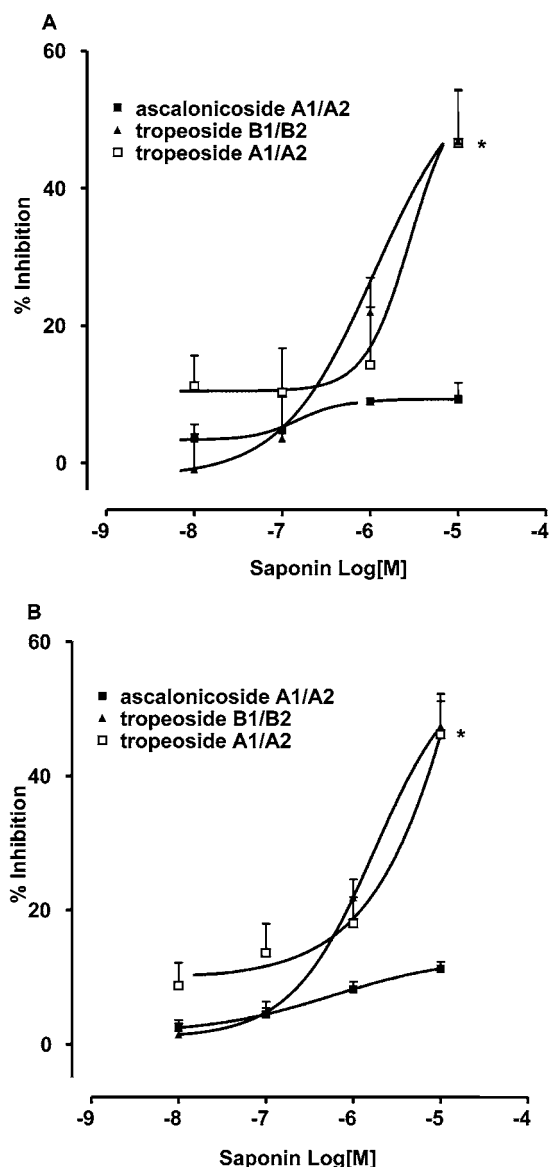 A
60
ascalonicoside A1/A2
tropeoside B1/B2
tropeoside A1/A2
40
*
% Inhibition
20
0
-9 -8 -7 -6 -5 -4
Saponin Log[M]
B
60
ascalonicoside A1/A2
tropeoside B1/B2
tropeoside A1/A2
*
40
% Inhibition
20
0
-9 -8 -7 -6 -5 -4
Saponin Log[M]